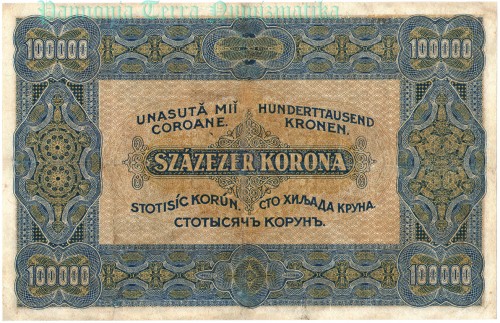 Pannonia Terra Numizmatika
100000 100000
UNASUTĂ MIĬ
COROANE.
HUNDERTTAUSEND
KRONEN.
SZÁZEZER KORONA
STOTISÍC KORÚN.
СТО ХИЉАДА КРУНА.
СТОТЫСЯЧЪ КОРУНЪ.
100000 100000